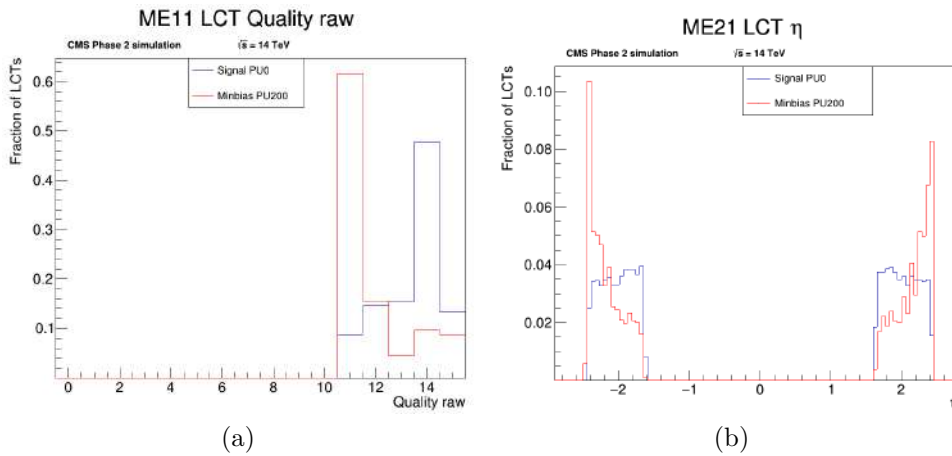 ME11 LCT Quality raw
CMS Phase 2 simulation √s = 14 TeV
Signal PU0
Minbias PU200
Fraction of LCTs
0.6
0.5
0.4
0.3
0.2
0.1
0 2 4 6 8 10 12 14
Quality raw
(a)
ME21 LCT η
CMS Phase 2 simulation √s = 14 TeV
Signal PU0
Minbias PU200
Fraction of LCTs
0.10
0.08
0.06
0.04
0.02
−2 −1 0 1 2
(b)